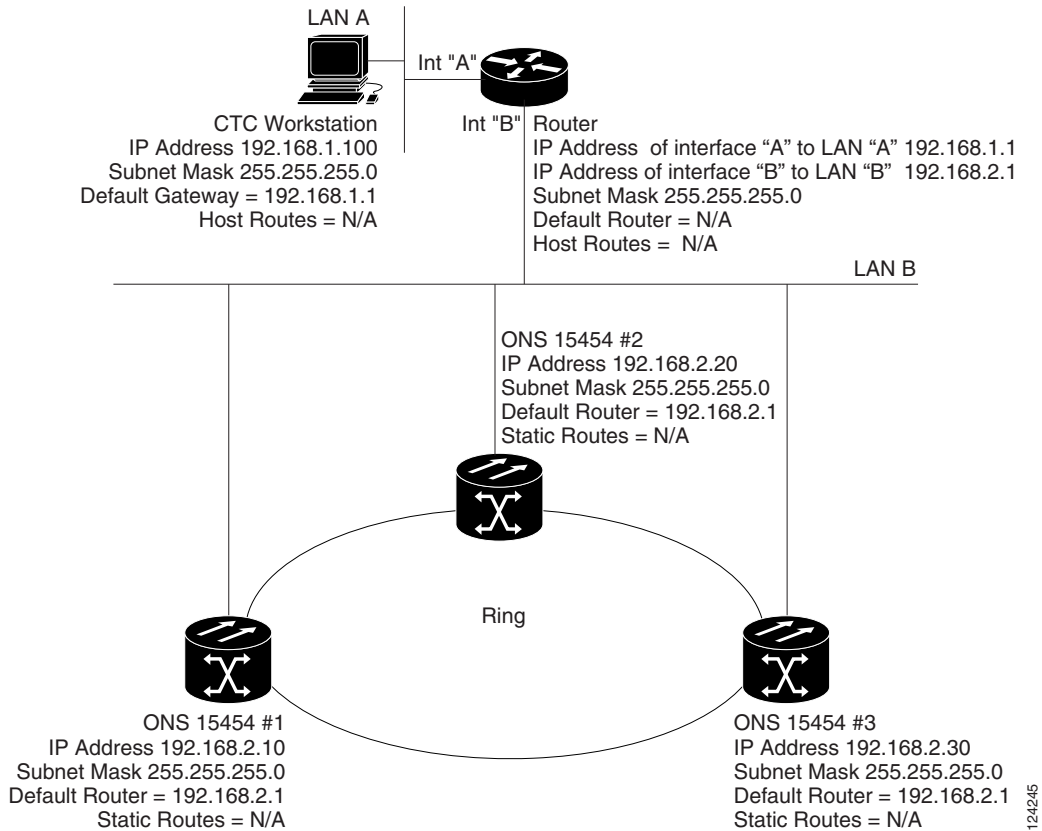 LAN A
Int "A"
CTC Workstation
IP Address 192.168.1.100
Subnet Mask 255.255.255.0
Default Gateway = 192.168.1.1
Host Routes = N/A
Int "B"
Router
IP Address of interface “A” to LAN “A” 192.168.1.1
IP Address of interface “B” to LAN “B” 192.168.2.1
Subnet Mask 255.255.255.0
Default Router = N/A
Host Routes = N/A
LAN B
ONS 15454 #2
IP Address 192.168.2.20
Subnet Mask 255.255.255.0
Default Router = 192.168.2.1
Static Routes = N/A
Ring
ONS 15454 #1
IP Address 192.168.2.10
Subnet Mask 255.255.255.0
Default Router = 192.168.2.1
Static Routes = N/A
ONS 15454 #3
IP Address 192.168.2.30
Subnet Mask 255.255.255.0
Default Router = 192.168.2.1
Static Routes = N/A
124245